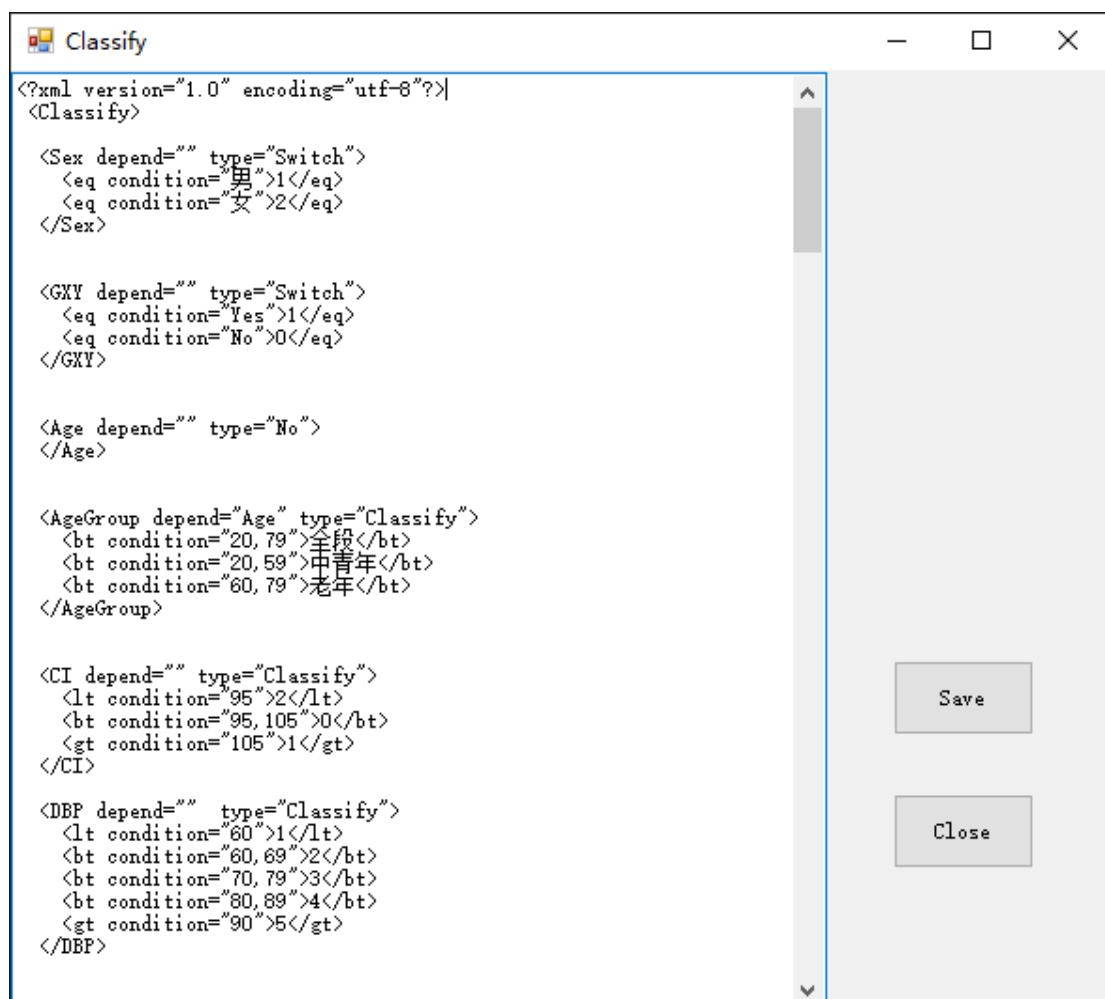 Classify
<?xml version="1.0" encoding="utf-8"?>
<Classify>
<Sex depend="" type="Switch">
<eq condition="男">1</eq>
<eq condition="女">2</eq>
</Sex>
<GXY depend="" type="Switch">
<eq condition="Yes">1</eq>
<eq condition="No">0</eq>
</GXY>
<Age depend="" type="No">
</Age>
<AgeGroup depend="Age" type="Classify">
<bt condition="20,79">全段</bt>
<bt condition="20,59">中青年</bt>
<bt condition="60,79">老年</bt>
</AgeGroup>
<CI depend="" type="Classify">
<lt condition="95">2</lt>
<bt condition="95,105">0</bt>
<gt condition="105">1</gt>
</CI>
<DBP depend=""  type="Classify">
<lt condition="60">1</lt>
<bt condition="60,69">2</bt>
<bt condition="70,79">3</bt>
<bt condition="80,89">4</bt>
<gt condition="90">5</gt>
</DBP>
Save
Close